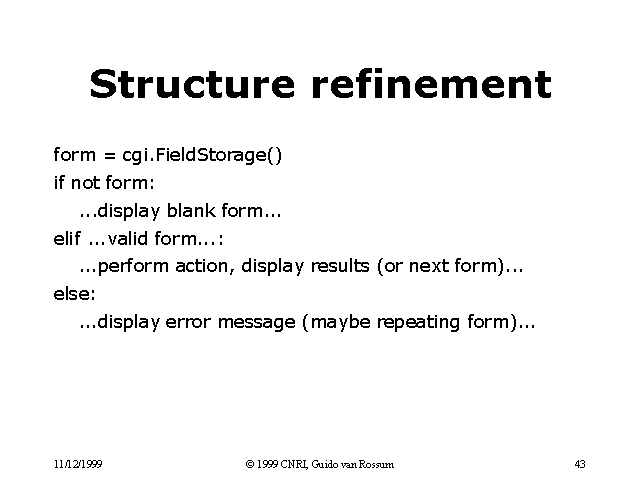 Structure refinement
form = cgi.FieldStorage()
if not form:
...display blank form...
elif ...valid form...:
...perform action, display results (or next form)...
else:
...display error message (maybe repeating form)...
11/12/1999
© 1999 CNRI, Guido van Rossum
43